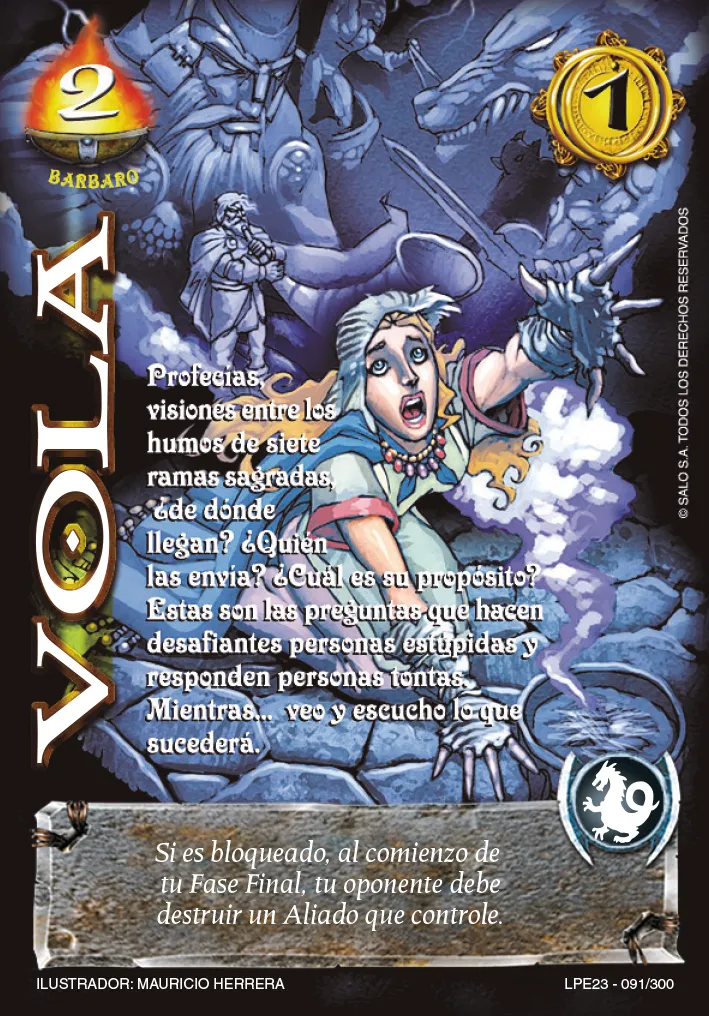 2
1
BARBARO
VOLA
Profecias,
visiones entre los
humos de siete
ramas sagradas,
¿de dónde
llegan? ¿Quién
las envía? ¿Cuál es su propósito?
Estas son las preguntas que hacen
desafiantes personas estúpidas y
responden personas tontas.
Mientras... veo y escucho lo que
sucederá.
© SALO S.A. TODOS LOS DERECHOS RESERVADOS
Si es bloqueado, al comienzo de
tu Fase Final, tu oponente debe
destruir un Aliado que controle.
ILUSTRADOR: MAURICIO HERRERA
LPE23 - 091/300